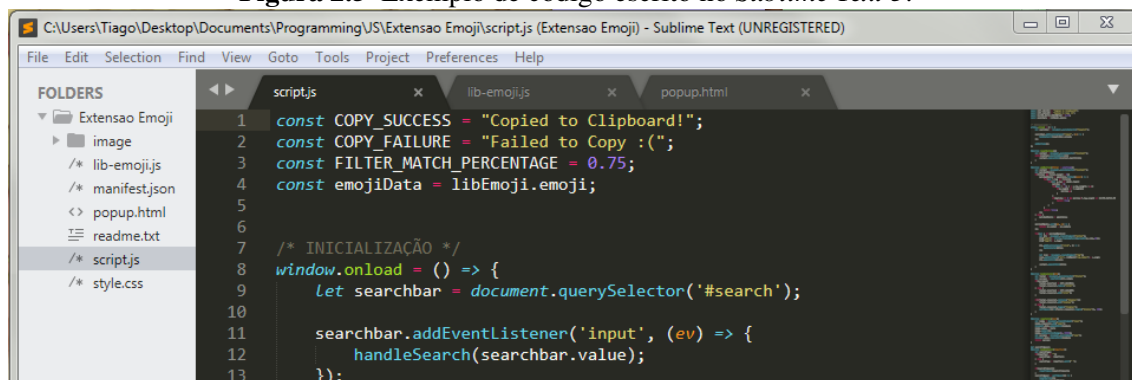 C:\Users\Tiago\Desktop\Documents\Programming\JS\Extensao Emoji\script.js (Extensao Emoji) - Sublime Text (UNREGISTERED)
File Edit Selection Find View Goto Tools Project Preferences Help
FOLDERS
Extensao Emoji
image
/* lib-emoji.js
/* manifest.json
<> popup.html
readme.txt
/* script.js
/* style.css
script.js × lib-emoji.js × popup.html ×
1 const COPY_SUCCESS = "Copied to Clipboard!";
2 const COPY_FAILURE = "Failed to Copy :(";
3 const FILTER_MATCH_PERCENTAGE = 0.75;
4 const emojiData = libEmoji.emoji;
5
6
7 /* INICIALIZAÇÃO */
8 window.onload = () => {
9 let searchbar = document.querySelector('#search');
10
11 searchbar.addEventListener('input', (ev) => {
12 handleSearch(searchbar.value);
13 });